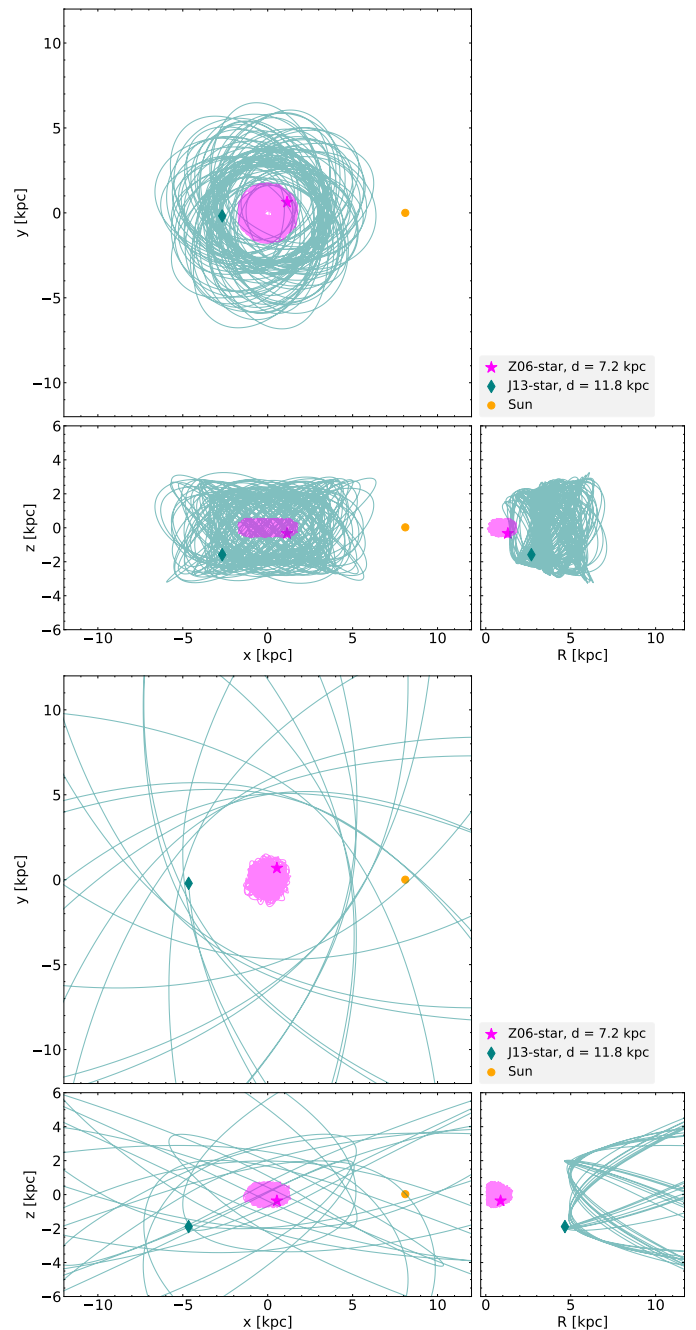 10
5
0
−5
−10
y [kpc]
Z06-star, d = 7.2 kpc
J13-star, d = 11.8 kpc
Sun
6
4
2
0
−2
−4
−6
z [kpc]
−10 −5 0 5 10
x [kpc]
0 5 10
R [kpc]
10
5
0
−5
−10
y [kpc]
Z06-star, d = 7.2 kpc
J13-star, d = 11.8 kpc
Sun
6
4
2
0
−2
−4
−6
z [kpc]
−10 −5 0 5 10
x [kpc]
0 5 10
R [kpc]